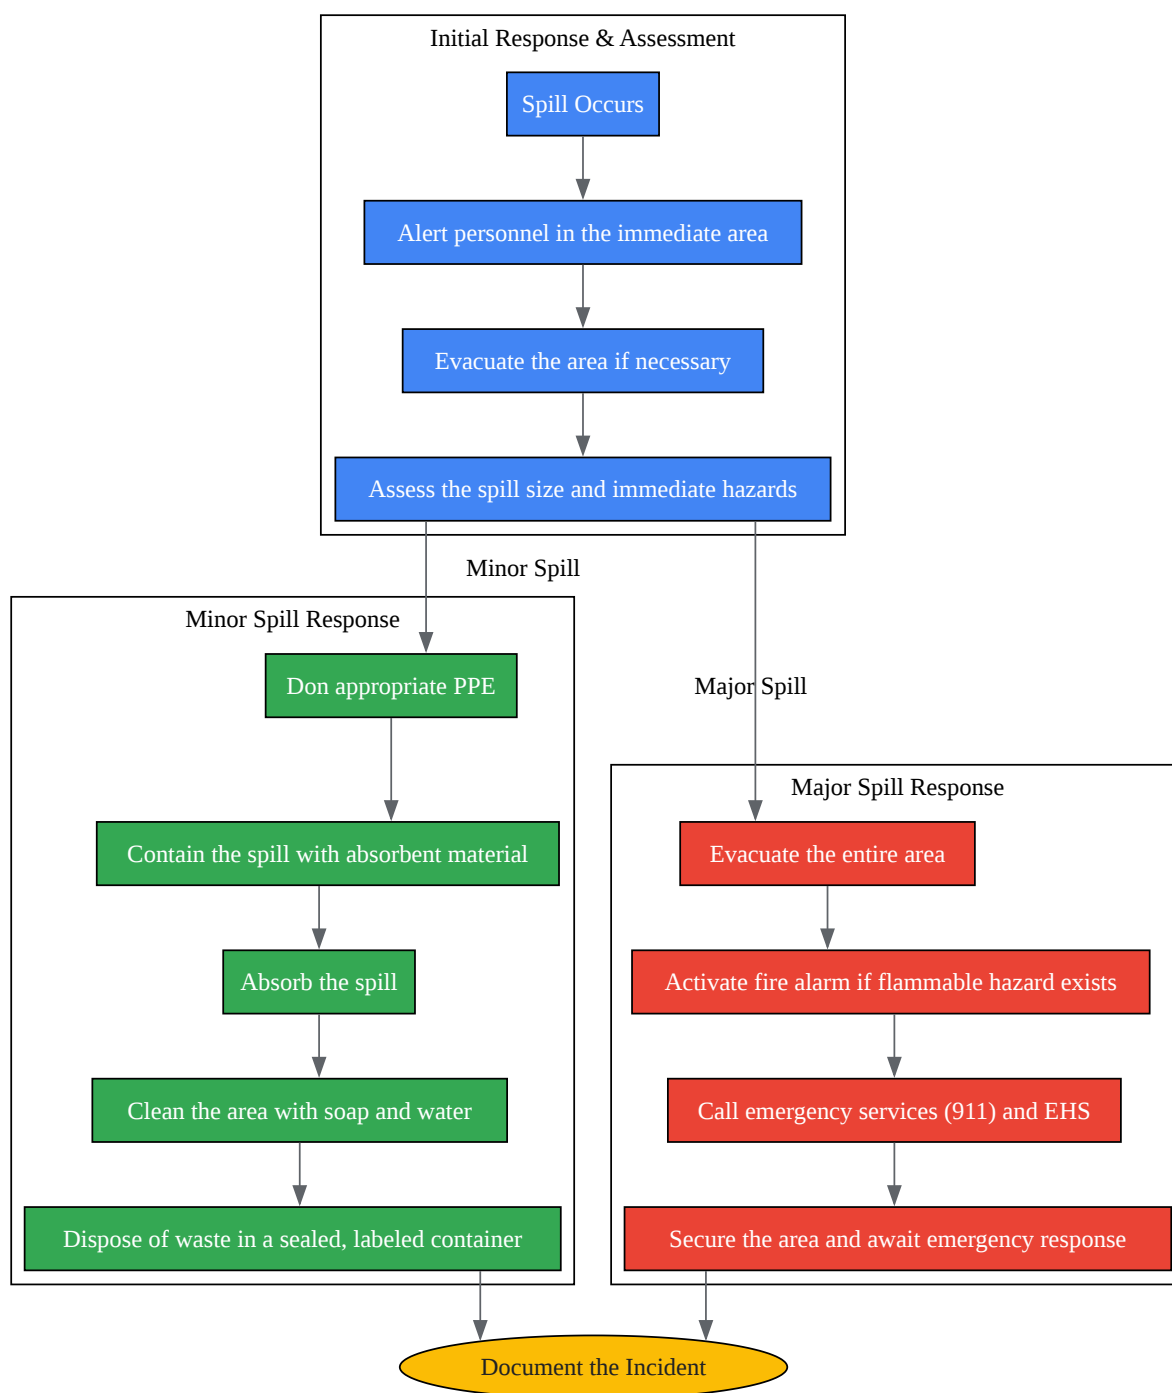 Initial Response & Assessment
Spill Occurs
Alert personnel in the immediate area
Evacuate the area if necessary
Assess the spill size and immediate hazards
Minor Spill
Minor Spill Response
Don appropriate PPE
Contain the spill with absorbent material
Absorb the spill
Clean the area with soap and water
Dispose of waste in a sealed, labeled container
Major Spill
Major Spill Response
Evacuate the entire area
Activate fire alarm if flammable hazard exists
Call emergency services (911) and EHS
Secure the area and await emergency response
Document the Incident